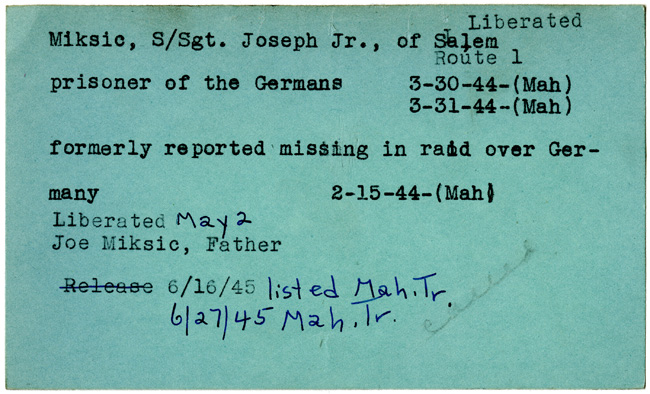 Liberated
Miksic, S/Sgt. Joseph Jr., of Salem
Route 1
prisoner of the Germans 3-30-44-(Mah)
3-31-44-(Mah)
formerly reported missing in raid over Ger-
many 2-15-44-(Mah)
Liberated May 2
Joe Miksic, Father
Release 6/16/45 listed Mah. Tr.
6/27/45 Mah. Tr.
called